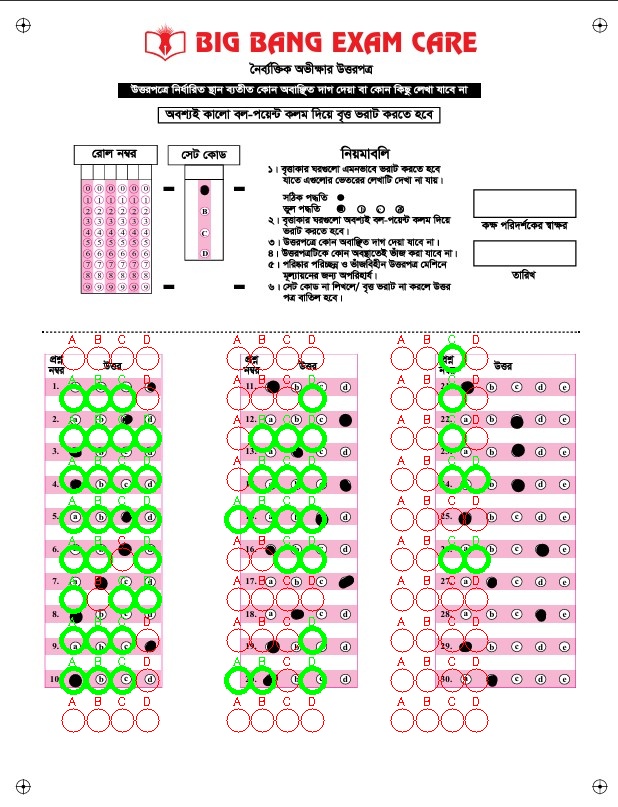 BIG BANG EXAM CARE
নৈর্ব্যক্তিক অভীক্ষার উত্তরপত্র
উত্তরপত্রে নির্ধারিত স্থান ব্যতীত কোন অবাঞ্ছিত দাগ দেয়া বা কোন কিছু লেখা যাবে না
অবশ্যই কালো বল-পয়েন্ট কলম দিয়ে বৃত্ত ভরাট করতে হবে
রোল নম্বর
0 0 0 0 0 0
1 1 1 1 1 1
2 2 2 2 2 2
3 3 3 3 3 3
4 4 4 4 4 4
5 5 5 5 5 5
6 6 6 6 6 6
7 7 7 7 7 7
8 8 8 8 8 8
9 9 9 9 9 9
সেট কোড
B
C
D
নিয়মাবলি
১। বৃত্তাকার ঘরগুলো এমনভাবে ভরাট করতে হবে
যাতে এগুলোর ভেতরের লেখাটি দেখা না যায়।
সঠিক পদ্ধতি
ভুল পদ্ধতি
২। বৃত্তাকার ঘরগুলো অবশ্যই বল-পয়েন্ট কলম দিয়ে
ভরাট করতে হবে।
৩। উত্তরপত্রে কোন অবাঞ্ছিত দাগ দেয়া যাবে না।
৪। উত্তরপত্রটিকে কোন অবস্থাতেই ভাঁজ করা যাবে না।
৫। পরিষ্কার পরিচ্ছন্ন ও ভাঁজবিহীন উত্তরপত্র মেশিনে
মূল্যায়নের জন্য অপরিহার্য।
৬। সেট কোড না লিখলে/ বৃত্ত ভরাট না করলে উত্তর
পত্র বাতিল হবে।
কক্ষ পরিদর্শকের স্বাক্ষর
তারিখ
A B C D
প্রশ্ন নম্বর উত্তর
1.
2. a b d
3.
4. b c d
5. a b d
6. a b d
7. a c d
8. b c d
9. a b c
10 b c d
A B C D
প্রশ্ন নম্বর উত্তর
11. b c d
12. a b c
13. a b d
a b c
a b c
16. b c d
17. a b c
18. a b d
19. b c d
b c d
A B C D
উত্তর
b c d e
22. a b d e
a b d e
24. a b d e
25. b c d e
a b c e
27. a c d e
28. a b c e
29. b c d e
30. a c d e